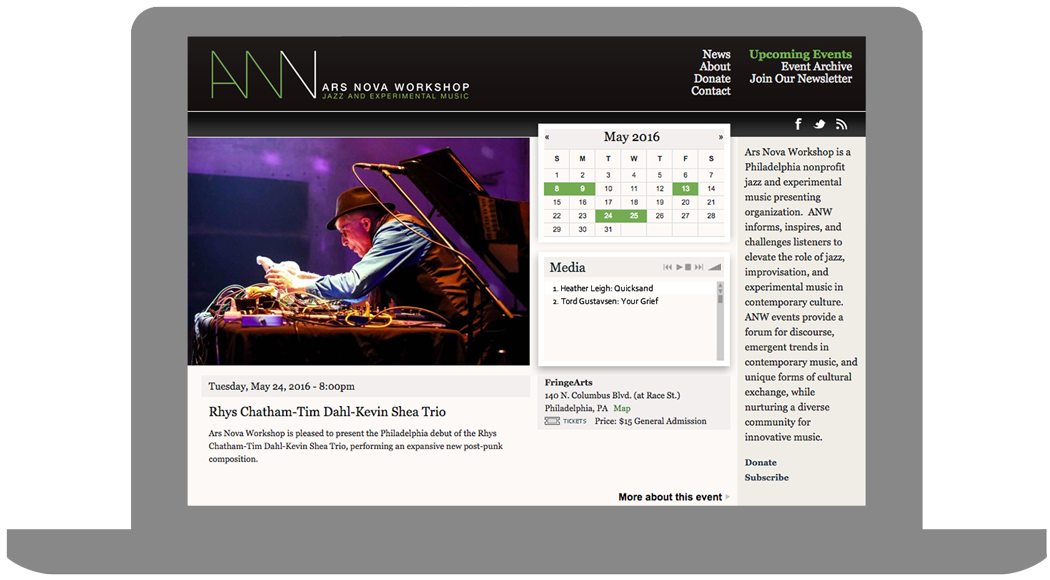 ANW
ARS NOVA WORKSHOP
JAZZ AND EXPERIMENTAL MUSIC
News
About
Donate
Contact
Upcoming Events
Event Archive
Join Our Newsletter
f
« May 2016 »
S M T W T F S
1 2 3 4 5 6 7
8 9 10 11 12 13 14
15 16 17 18 19 20 21
22 23 24 25 26 27 28
29 30 31
Media
1. Heather Leigh: Quicksand
2. Tord Gustavsen: Your Grief
Tuesday, May 24, 2016 - 8:00pm
Rhys Chatham-Tim Dahl-Kevin Shea Trio
Ars Nova Workshop is pleased to present the Philadelphia debut of the Rhys
Chatham-Tim Dahl-Kevin Shea Trio, performing an expansive new post-punk
composition.
FringeArts
140 N. Columbus Blvd. (at Race St.)
Philadelphia, PA Map
TICKETS Price: $15 General Admission
More about this event
Ars Nova Workshop is a
Philadelphia nonprofit
jazz and experimental
music presenting
organization. ANW
informs, inspires, and
challenges listeners to
elevate the role of jazz,
improvisation, and
experimental music in
contemporary culture.
ANW events provide a
forum for discourse,
emergent trends in
contemporary music, and
unique forms of cultural
exchange, while
nurturing a diverse
community for
innovative music.
Donate
Subscribe